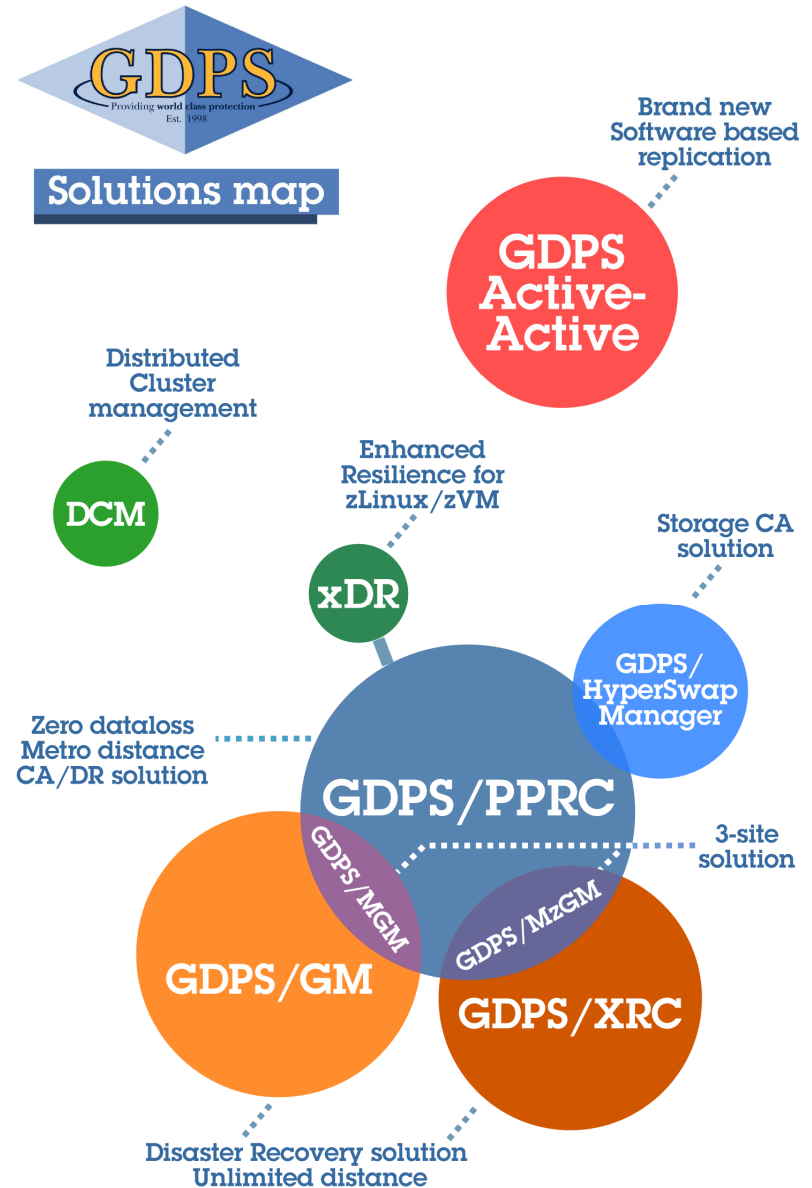 GDPS
Providing world class protection
Est. 1998
Solutions map
Brand new
Software based
replication
GDPS
Active-
Active
Distributed
Cluster
management
DCM
Enhanced
Resilience for
zLinux/zVM
xDR
Storage CA
solution
GDPS/
HyperSwap
Manager
Zero dataloss
Metro distance
CA/DR solution
GDPS/PPRC
3-site
solution
GDPS/MGM
GDPS/MzGM
GDPS/GM
GDPS/XRC
Disaster Recovery solution
Unlimited distance